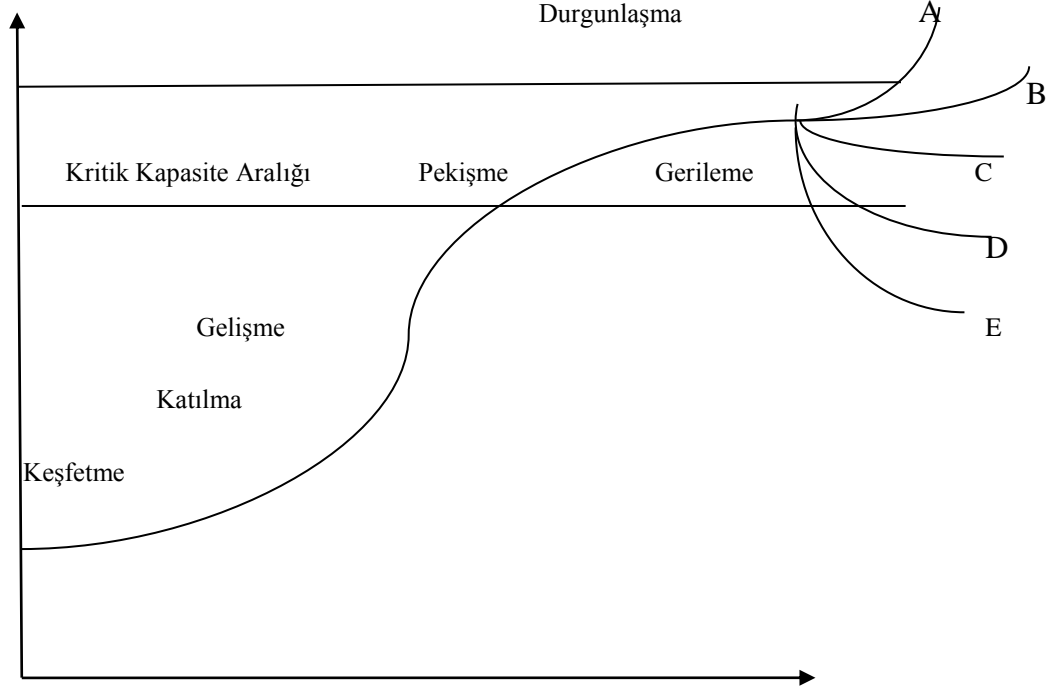 Durgunlaşma
A
B
Kritik Kapasite Aralığı Pekişme Gerileme
C
D
Gelişme
E
Katılma
Keşfetme